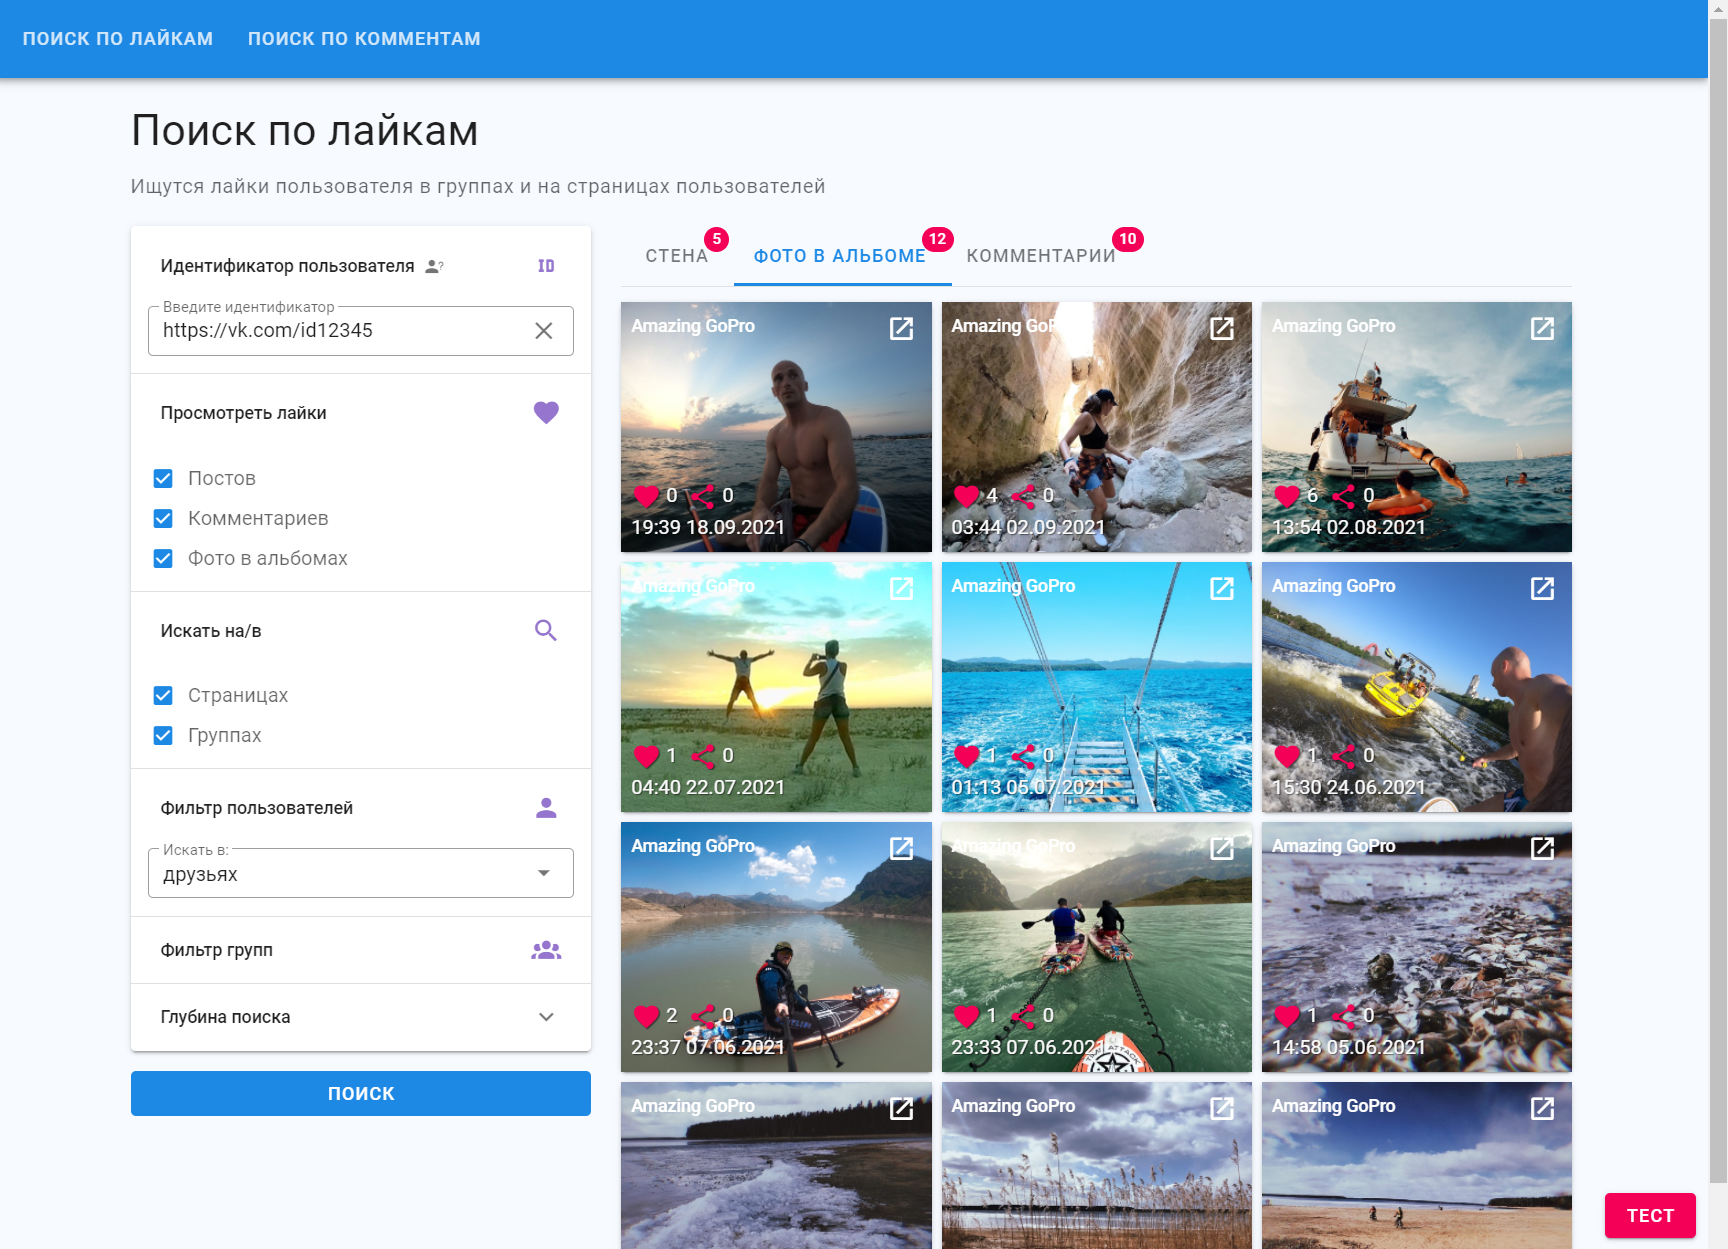 ПОИСК ПО ЛАЙКАМ ПОИСК ПО КОММЕНТАМ
Поиск по лайкам
Ищутся лайки пользователя в группах и на страницах пользователей
Идентификатор пользователя ID
Введите идентификатор
https://vk.com/id12345
Просмотреть лайки
Постов
Комментариев
Фото в альбомах
Искать на/в
Страницах
Группах
Фильтр пользователей
Искать в:
друзьях
Фильтр групп
Глубина поиска
ПОИСК
СТЕНА 5 ФОТО В АЛЬБОМЕ 12 КОММЕНТАРИИ 10
Amazing GoPro
0 0
19:39 18.09.2021
Amazing GoPro
4 0
03:44 02.09.2021
Amazing GoPro
6 0
13:54 02.08.2021
Amazing GoPro
1 0
04:40 22.07.2021
Amazing GoPro
1 0
01:13 05.07.2021
Amazing GoPro
1 0
15:30 24.06.2021
Amazing GoPro
2 0
23:37 07.06.2021
Amazing GoPro
1 0
23:33 07.06.2021
ATTACK
Amazing GoPro
1 0
14:58 05.06.2021
Amazing GoPro
Amazing GoPro
Amazing GoPro
ТЕСТ